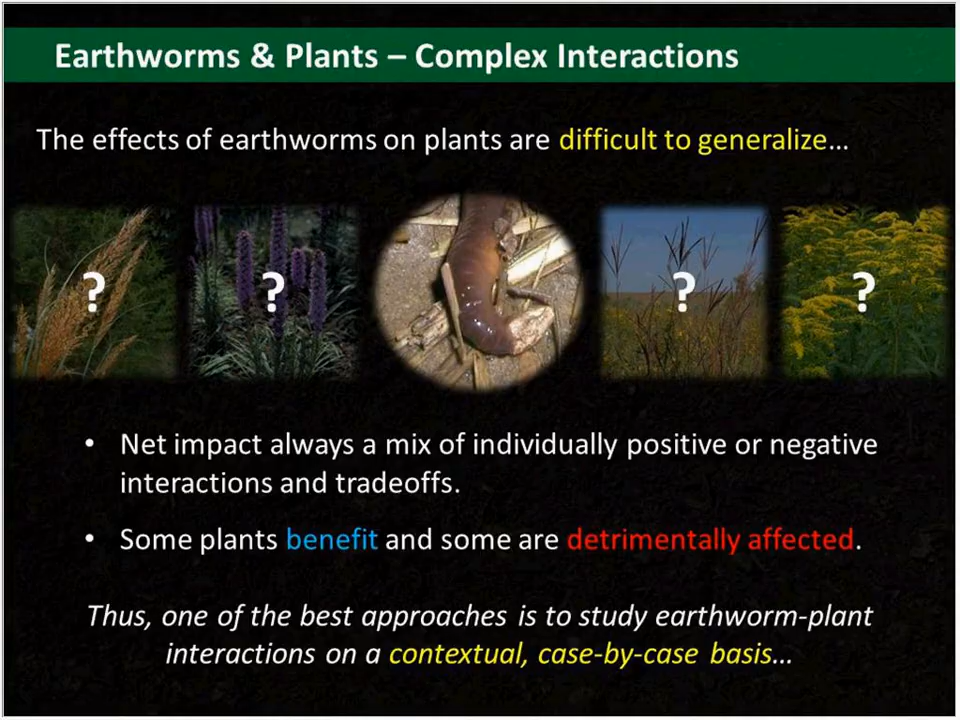 Earthworms & Plants – Complex Interactions
The effects of earthworms on plants are difficult to generalize…
? ? ? ?
• Net impact always a mix of individually positive or negative
interactions and tradeoffs.
• Some plants benefit and some are detrimentally affected.
Thus, one of the best approaches is to study earthworm-plant
interactions on a contextual, case-by-case basis…